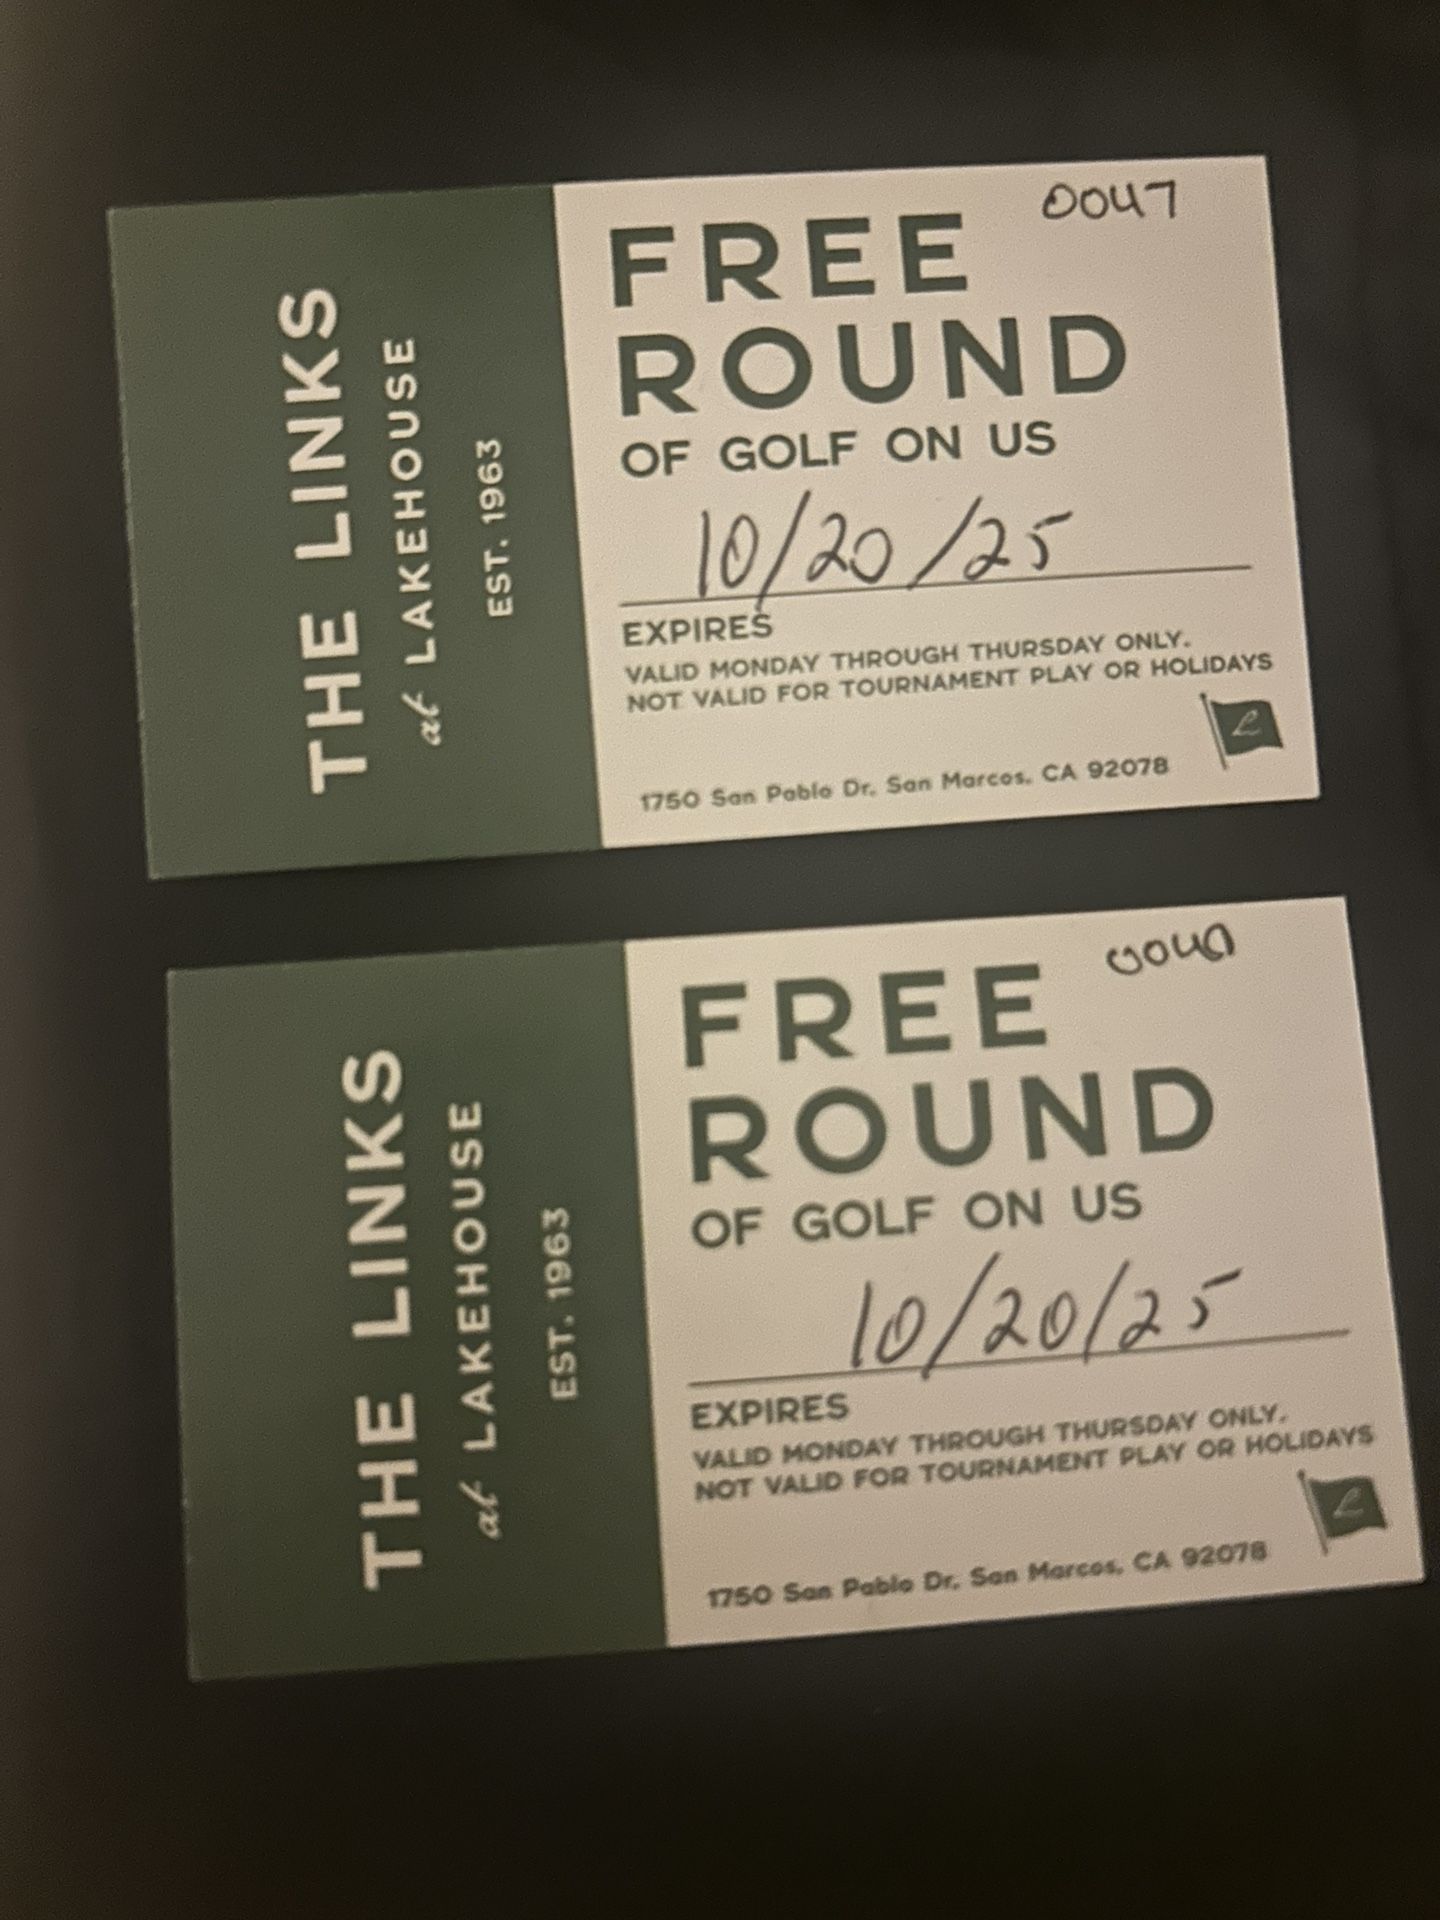 THE LINKS
at LAKEHOUSE
EST. 1963
0047
FREE
ROUND
OF GOLF ON US
10/20/25
EXPIRES
VALID MONDAY THROUGH THURSDAY ONLY.
NOT VALID FOR TOURNAMENT PLAY OR HOLIDAYS
L
1750 San Pablo Dr. San Marcos, CA 92078
THE LINKS
at LAKEHOUSE
EST. 1963
FREE
ROUND
OF GOLF ON US
10/20/25
EXPIRES
VALID MONDAY THROUGH THURSDAY ONLY.
NOT VALID FOR TOURNAMENT PLAY OR HOLIDAYS
L
1750 San Pablo Dr. San Marcos, CA 92078